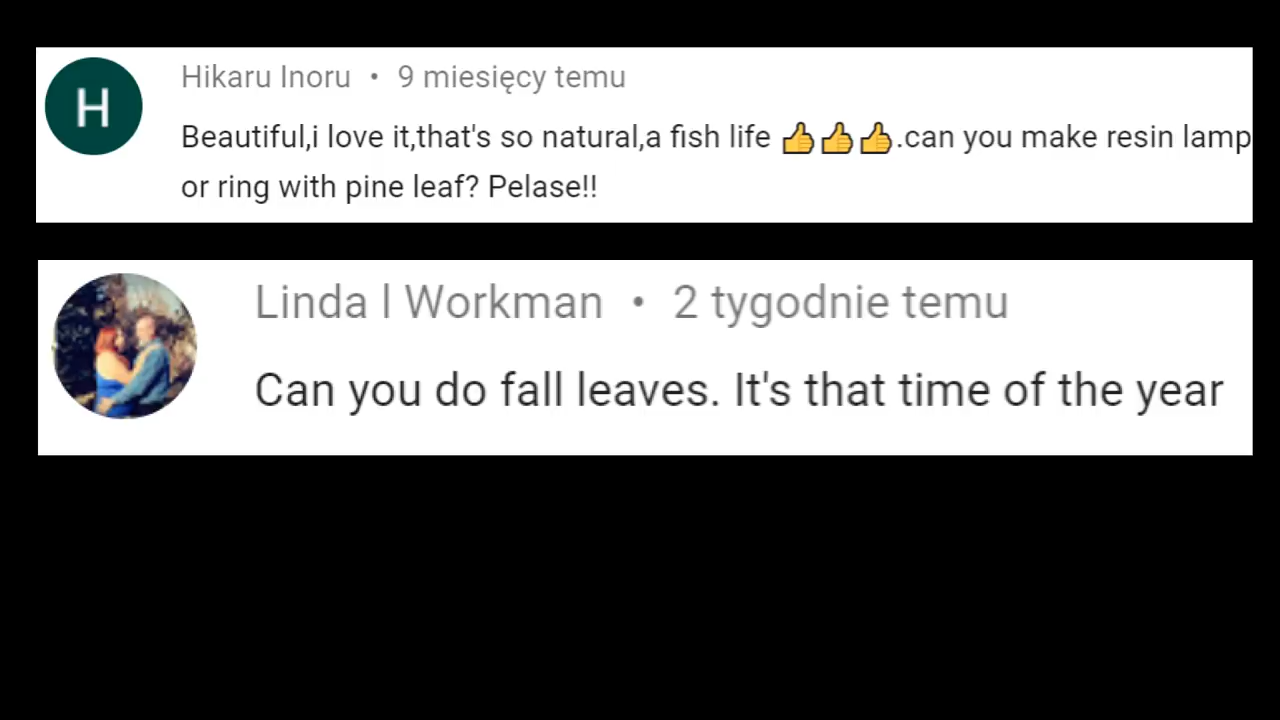 H
Hikaru Inoru • 9 miesięcy temu
Beautiful,i love it,that's so natural,a fish life 👍👍👍.can you make resin lamp
or ring with pine leaf? Pelase!!
Linda l Workman • 2 tygodnie temu
Can you do fall leaves. It's that time of the year